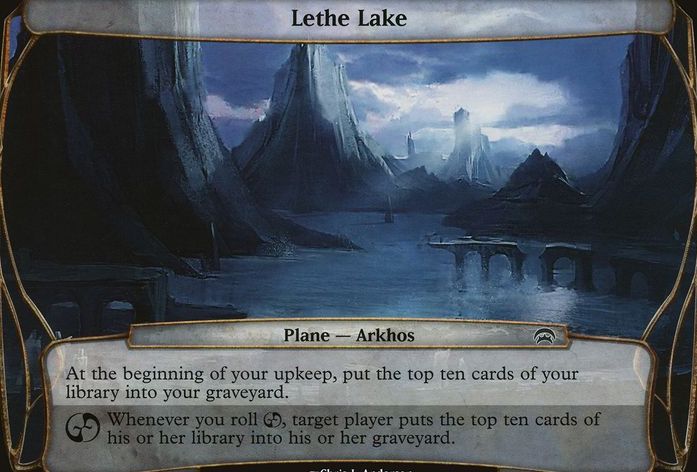 Lethe Lake
Plane — Arkhos
At the beginning of your upkeep, put the top ten cards of your
library into your graveyard.
Whenever you roll , target player puts the top ten cards of
his or her library into his or her graveyard.